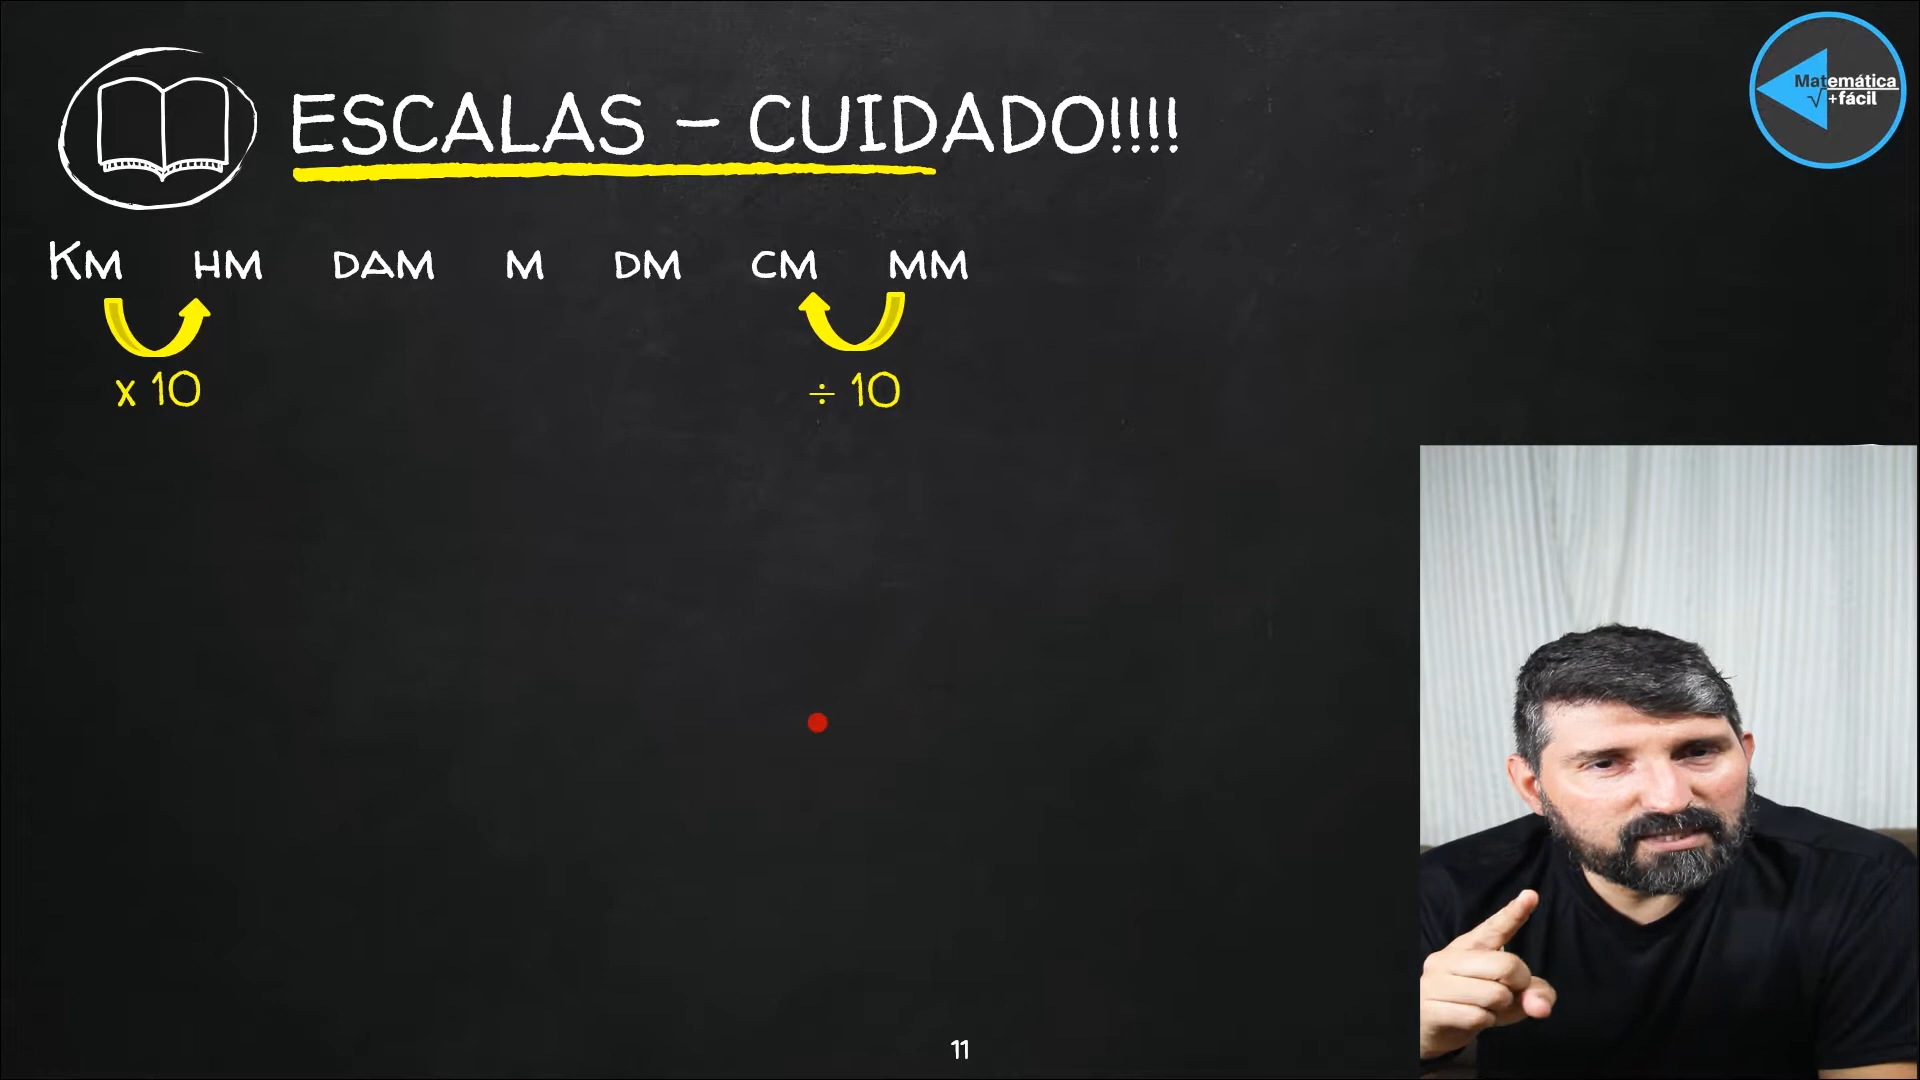 Matemática
√+fácil
ESCALAS – CUIDADO!!!!
KM HM DAM M DM CM MM
x 10 ÷ 10
11